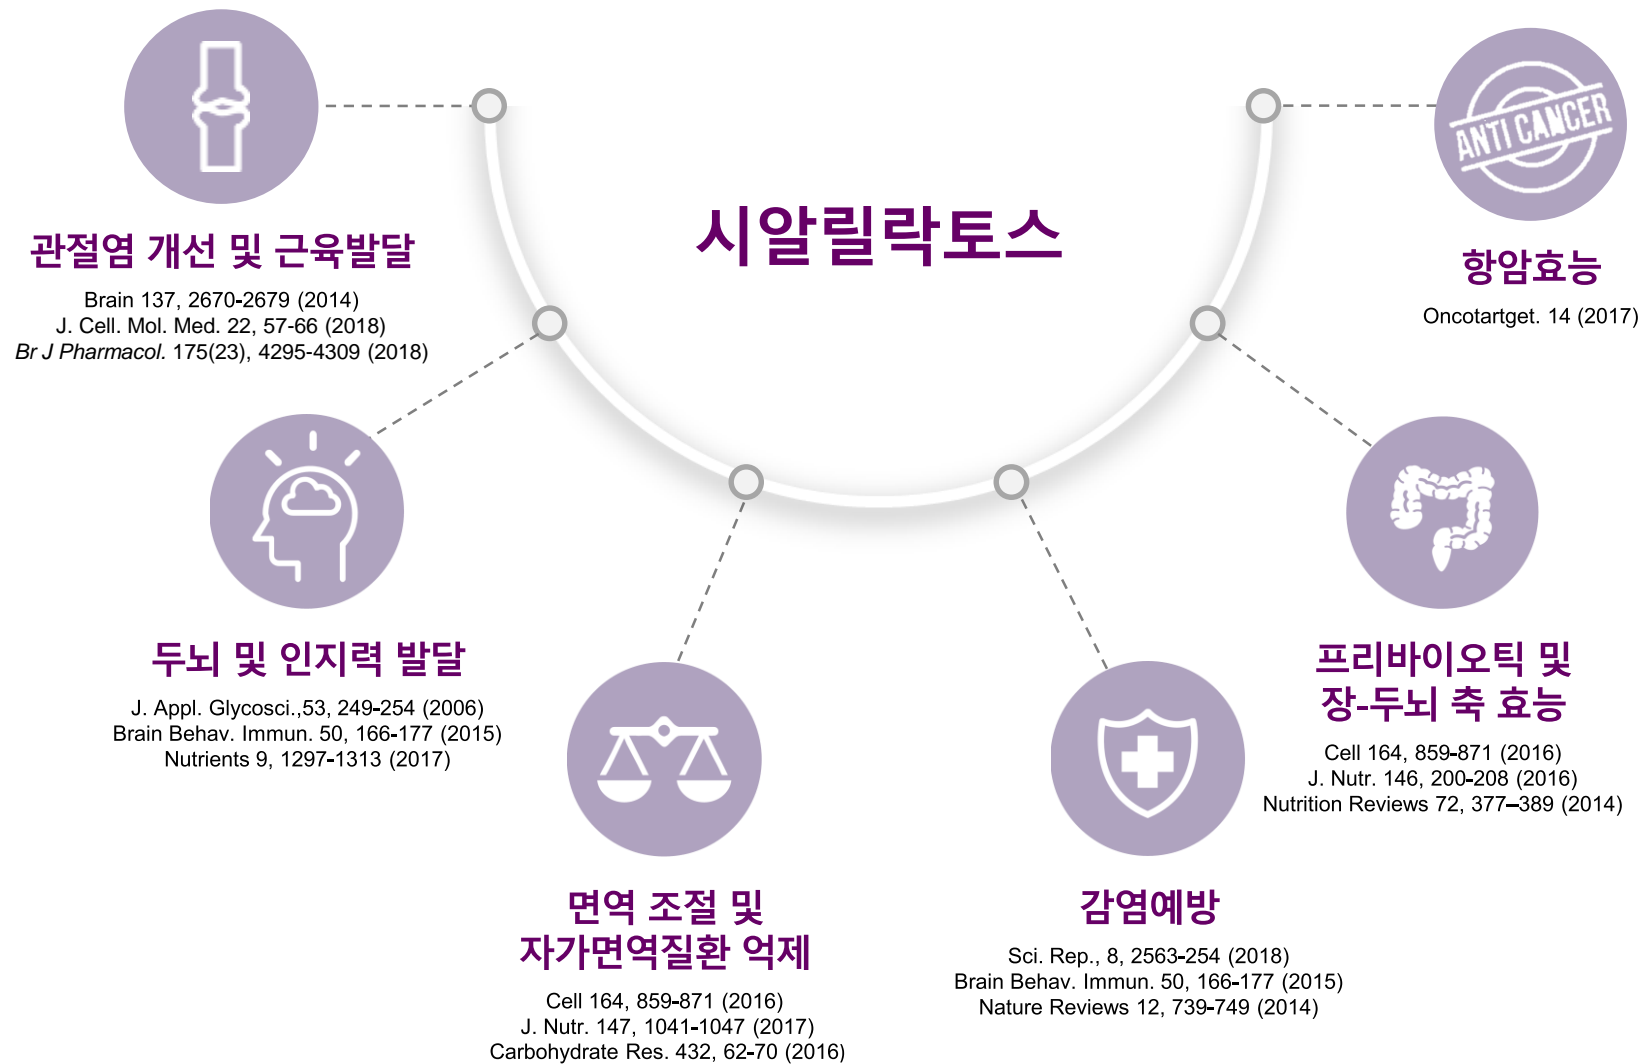 시알릴락토스
관절염 개선 및 근육발달
Brain 137, 2670-2679 (2014)
J. Cell. Mol. Med. 22, 57-66 (2018)
Br J Pharmacol. 175(23), 4295-4309 (2018)
두뇌 및 인지력 발달
J. Appl. Glycosci.,53, 249-254 (2006)
Brain Behav. Immun. 50, 166-177 (2015)
Nutrients 9, 1297-1313 (2017)
면역 조절 및
자가면역질환 억제
Cell 164, 859-871 (2016)
J. Nutr. 147, 1041-1047 (2017)
Carbohydrate Res. 432, 62-70 (2016)
감염예방
Sci. Rep., 8, 2563-254 (2018)
Brain Behav. Immun. 50, 166-177 (2015)
Nature Reviews 12, 739-749 (2014)
프리바이오틱 및
장-두뇌 축 효능
Cell 164, 859-871 (2016)
J. Nutr. 146, 200-208 (2016)
Nutrition Reviews 72, 377–389 (2014)
ANTI CANCER
항암효능
Oncotartget. 14 (2017)